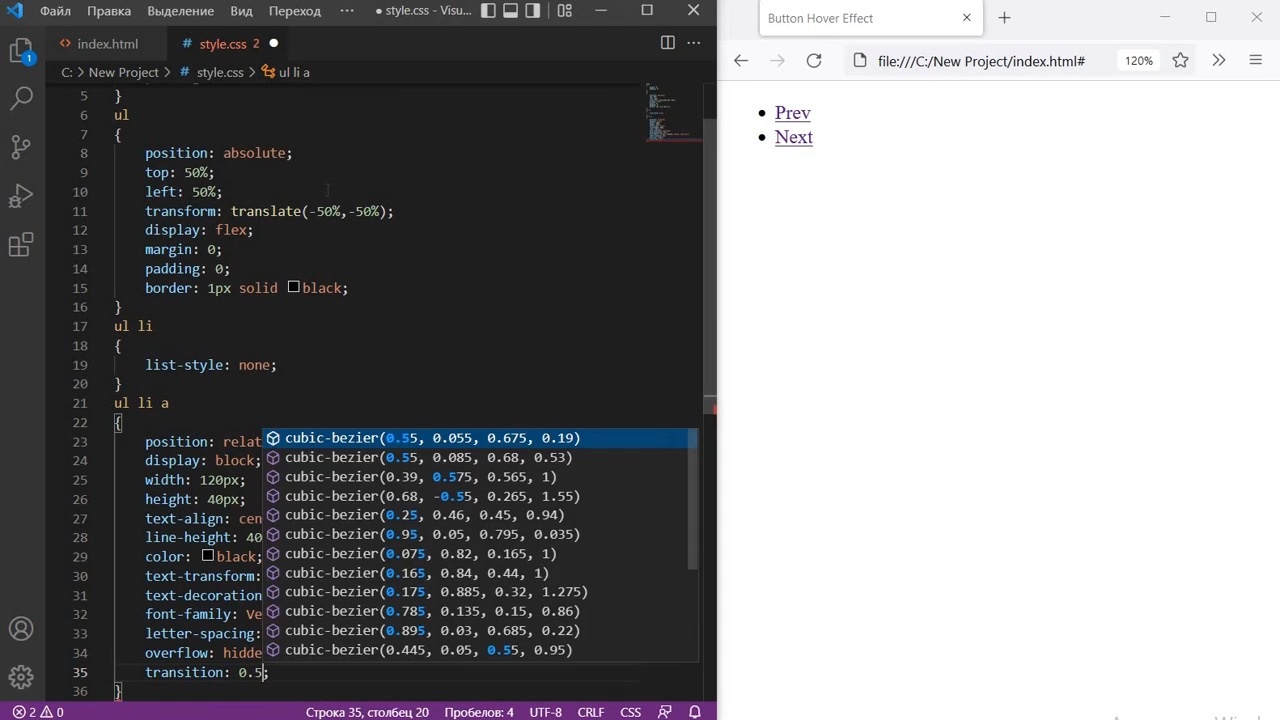 Файл Правка Выделение Вид Переход ··· ● style.css - Visu...
index.html # style.css 2 ●
C: > New Project > # style.css > ul li a
5 }
6 ul
7 {
8 position: absolute;
9 top: 50%;
10 left: 50%;
11 transform: translate(-50%,-50%);
12 display: flex;
13 margin: 0;
14 padding: 0;
15 border: 1px solid black;
16 }
17 ul li
18 {
19 list-style: none;
20 }
21 ul li a
22 {
23 position: relat
24 display: block;
25 width: 120px;
26 height: 40px;
27 text-align: cen
28 line-height: 40
29 color: black;
30 text-transform:
31 text-decoration
32 font-family: Ve
33 letter-spacing:
34 overflow: hidde
35 transition: 0.5;
}
cubic-bezier(0.55, 0.055, 0.675, 0.19)
cubic-bezier(0.55, 0.085, 0.68, 0.53)
cubic-bezier(0.39, 0.575, 0.565, 1)
cubic-bezier(0.68, -0.55, 0.265, 1.55)
cubic-bezier(0.25, 0.46, 0.45, 0.94)
cubic-bezier(0.95, 0.05, 0.795, 0.035)
cubic-bezier(0.075, 0.82, 0.165, 1)
cubic-bezier(0.165, 0.84, 0.44, 1)
cubic-bezier(0.175, 0.885, 0.32, 1.275)
cubic-bezier(0.785, 0.135, 0.15, 0.86)
cubic-bezier(0.895, 0.03, 0.685, 0.22)
cubic-bezier(0.445, 0.05, 0.55, 0.95)
1
2 0 Строка 35, столбец 20 Пробелов: 4 UTF-8 CRLF CSS
Button Hover Effect
file:///C:/New Project/index.html# 120%
• Prev
• Next